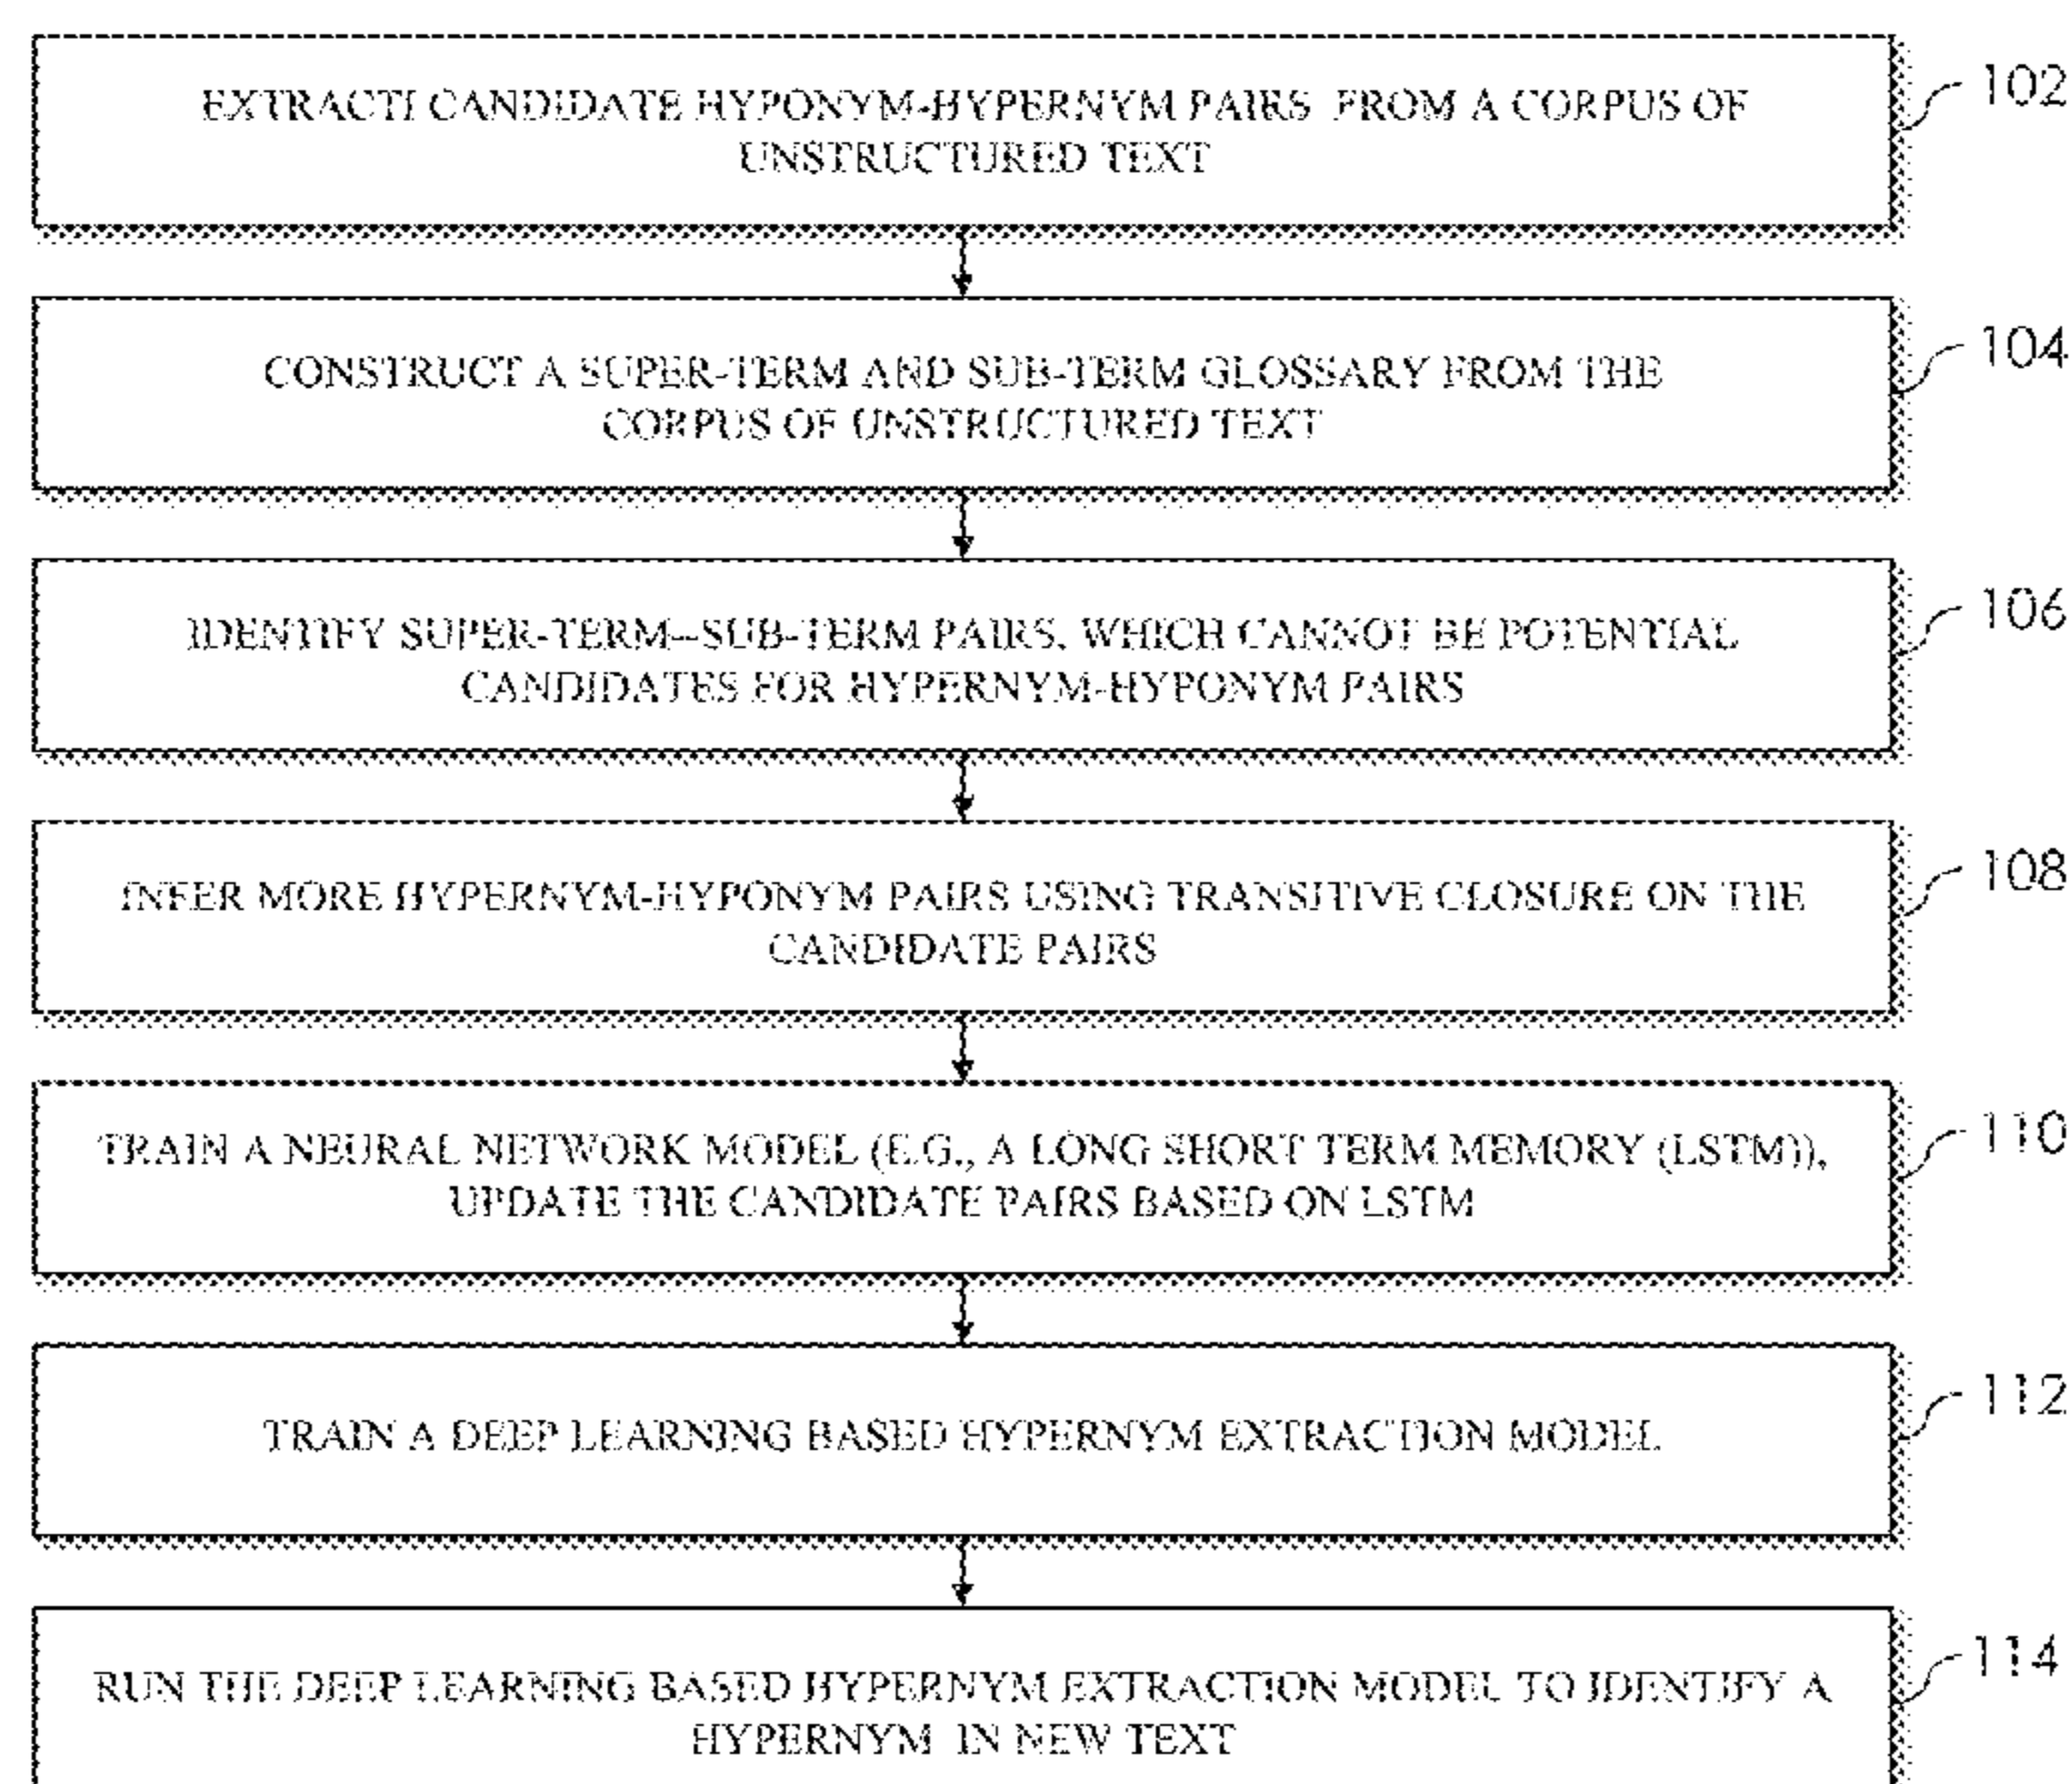 EXTRACTI CANDIDATE HYPONYM-HYPERNYM PAIRS FROM A CORPUS OF
UNSTRUCTURED TEXT
102
CONSTRUCT A SUPER-TERM AND SUB-TERM GLOSSARY FROM THE
CORPUS OF UNSTRUCTURED TEXT
104
IDENTIFY SUPER-TERM--SUB-TERM PAIRS, WHICH CANNOT BE POTENTIAL
CANDIDATES FOR HYPERNYM-HYPONYM PAIRS
106
INFER MORE HYPERNYM-HYPONYM PAIRS USING TRANSITIVE CLOSURE ON THE
CANDIDATE PAIRS
108
TRAIN A NEURAL NETWORK MODEL (E.G., A LONG SHORT TERM MEMORY (LSTM)),
UPDATE THE CANDIDATE PAIRS BASED ON LSTM
110
TRAIN A DEEP LEARNING BASED HYPERNYM EXTRACTION MODEL
112
RUN THE DEEP LEARNING BASED HYPERNYM EXTRACTION MODEL TO IDENTIFY A
HYPERNYM IN NEW TEXT
114